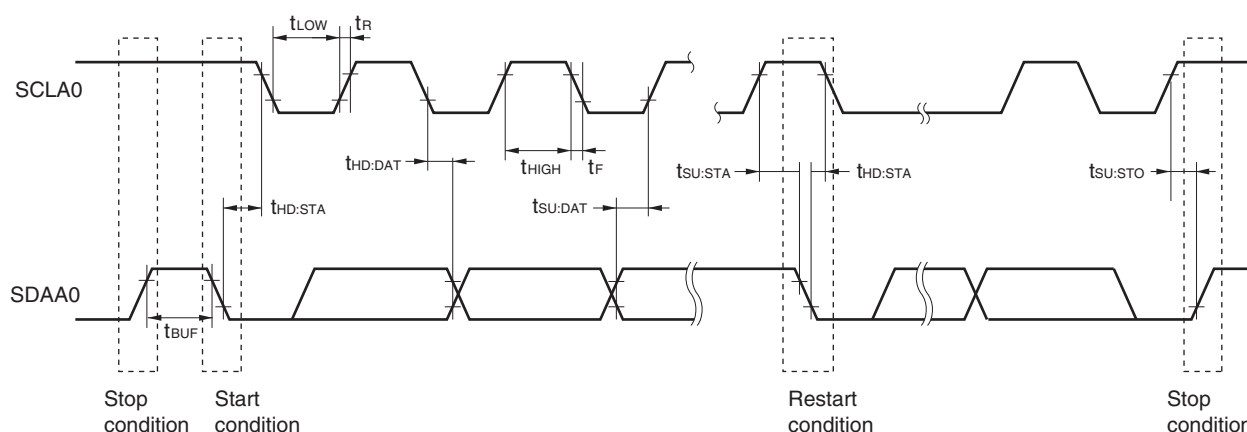 tLOW tR
SCLA0
tHD:DAT tHIGH tF tSU:STA tHD:STA tSU:STO
tHD:STA tSU:DAT
SDAA0
tBUF
Stop condition
Start condition
Restart condition
Stop condition